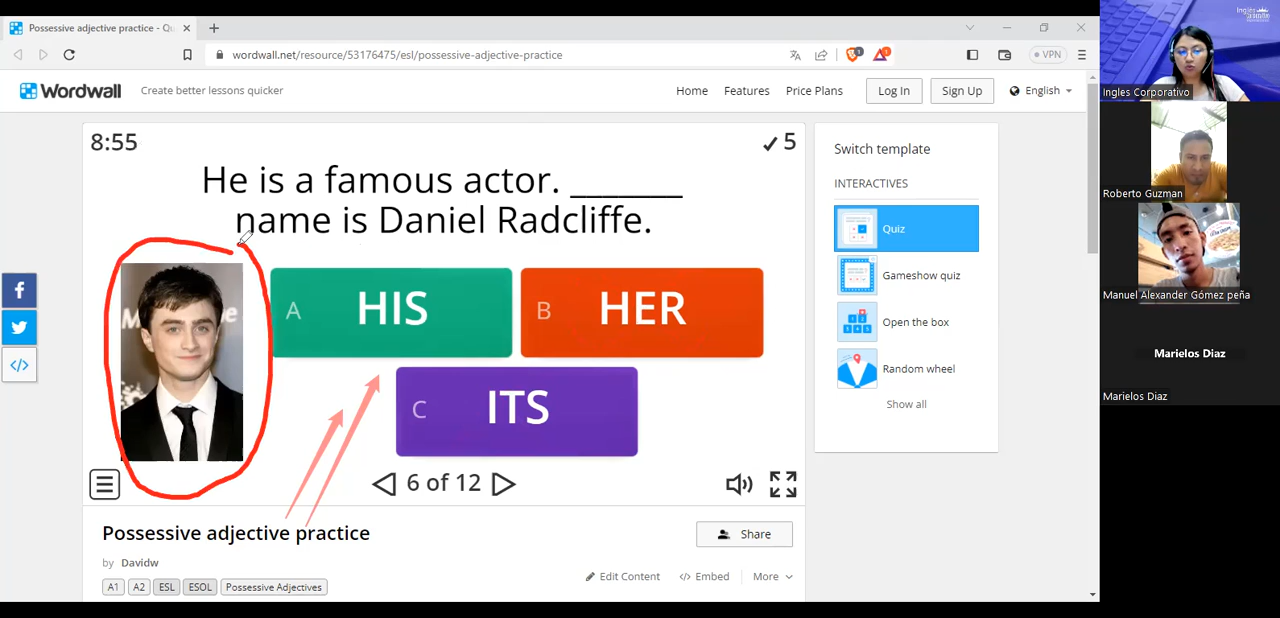 Possessive adjective practice - Qu
wordwall.net/resource/53176475/esl/possessive-adjective-practice
1
1
VPN
Wordwall
Create better lessons quicker
Home
Features
Price Plans
Log In
Sign Up
English
8:55
5
He is a famous actor. _______
name is Daniel Radcliffe.
A HIS
B HER
C ITS
6 of 12
Switch template
INTERACTIVES
Quiz
Gameshow quiz
Open the box
Random wheel
Show all
Possessive adjective practice
Share
by Davidw
Edit Content
Embed
More
A1
A2
ESL
ESOL
Possessive Adjectives
Ingles Corporativo
Roberto Guzman
Manuel Alexander Gómez peña
Marielos Diaz
Marielos Diaz